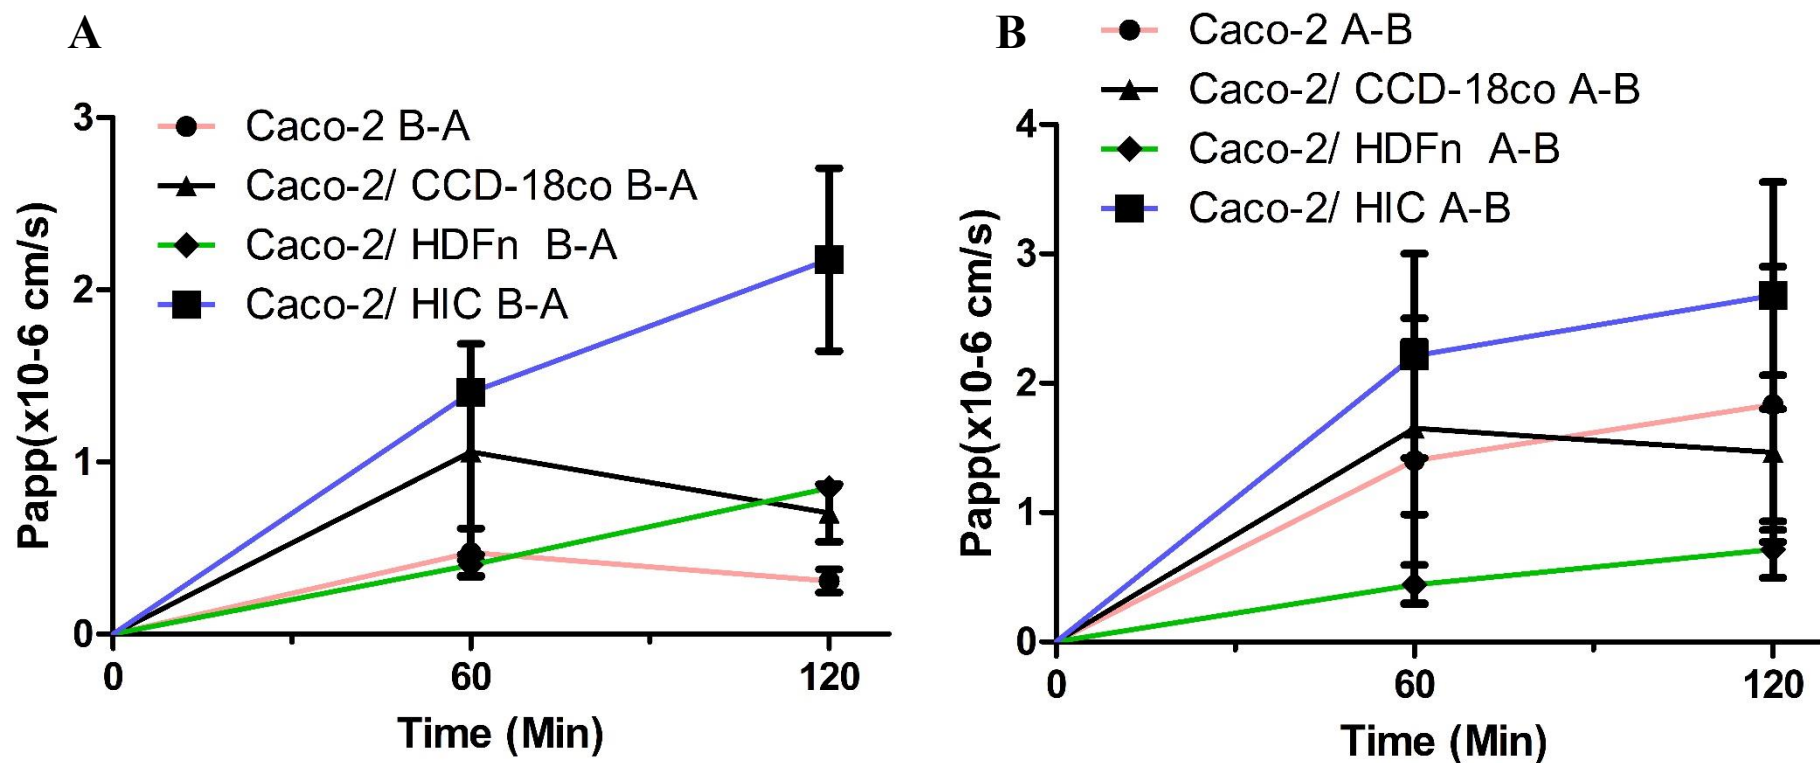 A
Caco-2 B-A
Caco-2/ CCD-18co B-A
Caco-2/ HDFn  B-A
Caco-2/ HIC B-A
Papp(x10-6 cm/s)
3
2
1
0
0 60 120
Time (Min)
B
Caco-2 A-B
Caco-2/ CCD-18co A-B
Caco-2/ HDFn  A-B
Caco-2/ HIC A-B
Papp(x10-6 cm/s)
4
3
2
1
0
0 60 120
Time (Min)